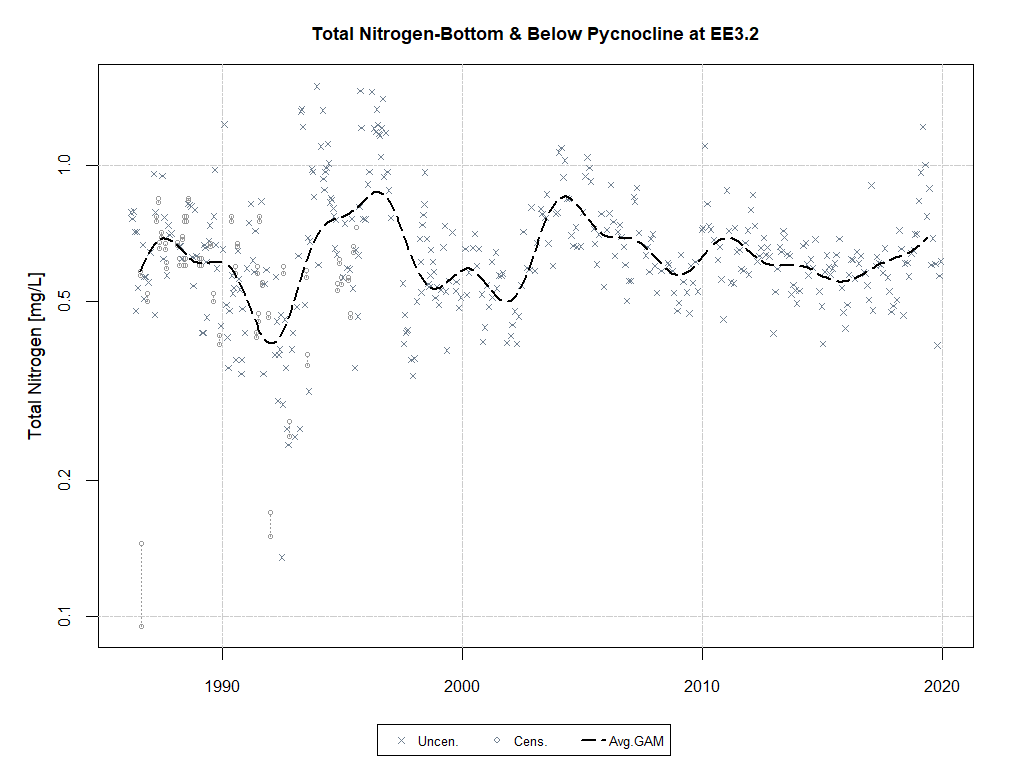 Total Nitrogen-Bottom & Below Pycnocline at EE3.2
Total Nitrogen [mg/L]
1.0
0.5
0.2
0.1
1990 2000 2010 2020
Uncen. Cens. Avg.GAM